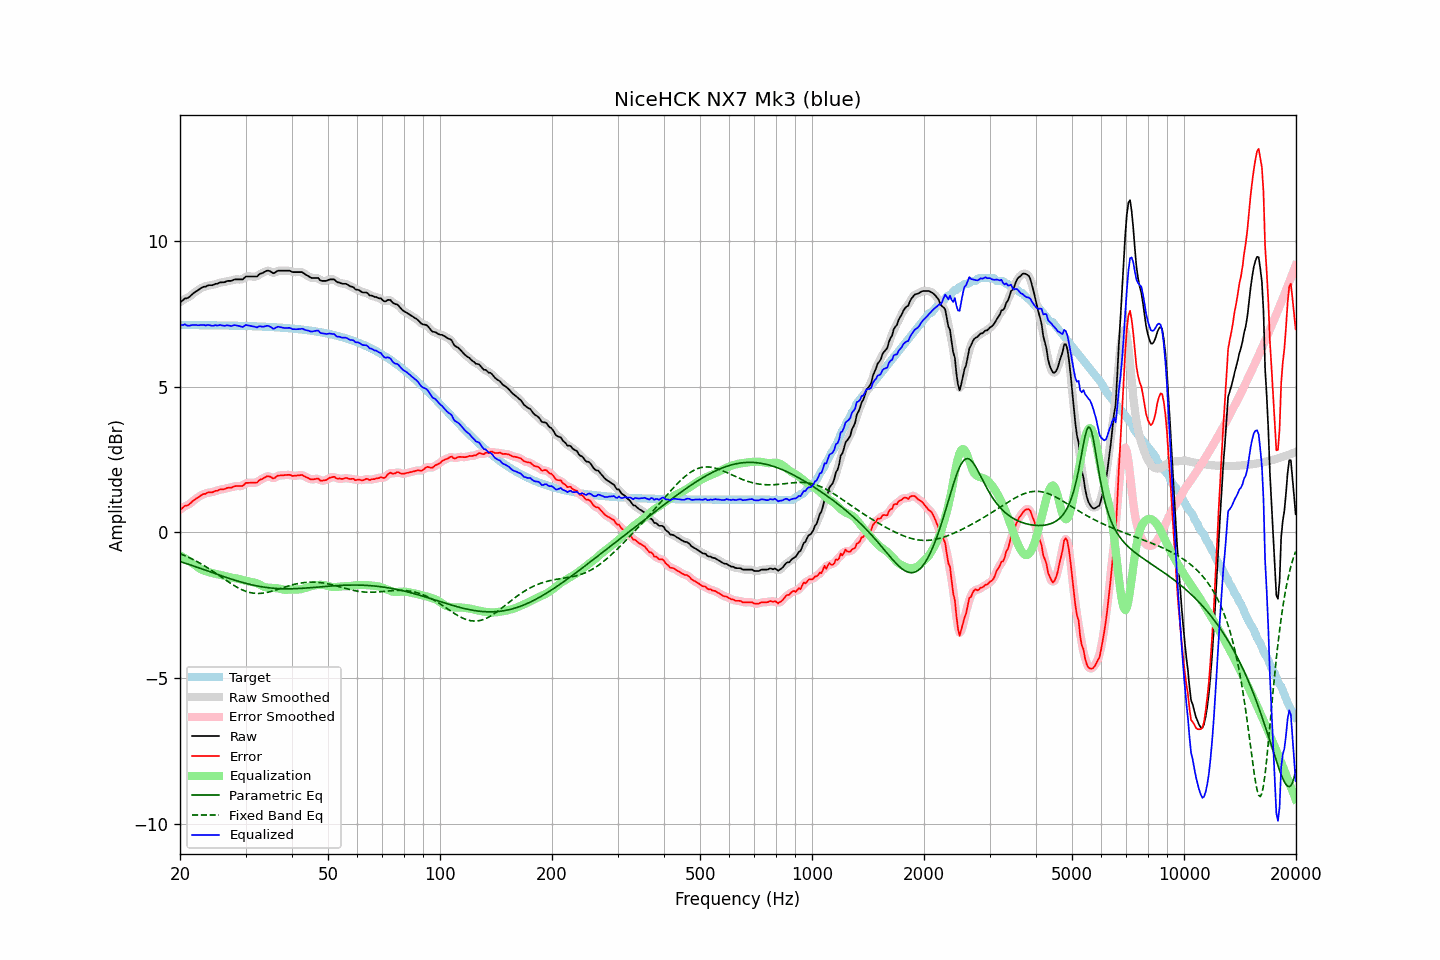 NiceHCK NX7 Mk3 (blue)
Amplitude (dBr)
10
5
0
−5
−10
Target
Raw Smoothed
Error Smoothed
Raw
Error
Equalization
Parametric Eq
Fixed Band Eq
Equalized
20 50 100 200 500 1000 2000 5000 10000 20000
Frequency (Hz)